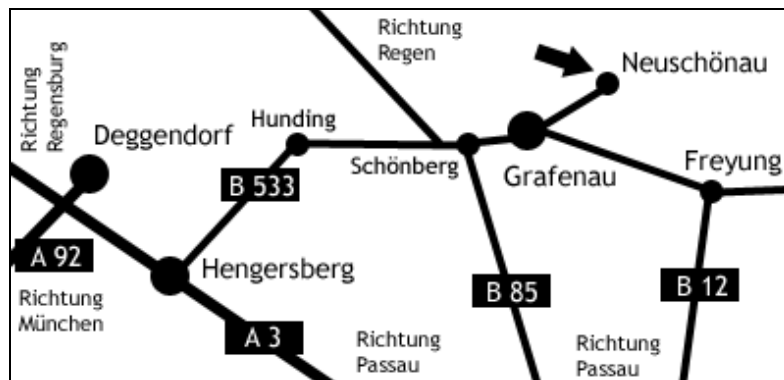 Richtung
Regen
Neuschönau
Richtung
Regensburg
Deggendorf
Hunding
Schönberg
Grafenau
Freyung
B 533
A 92
Hengersberg
B 85
B 12
Richtung
München
A 3
Richtung
Passau
Richtung
Passau